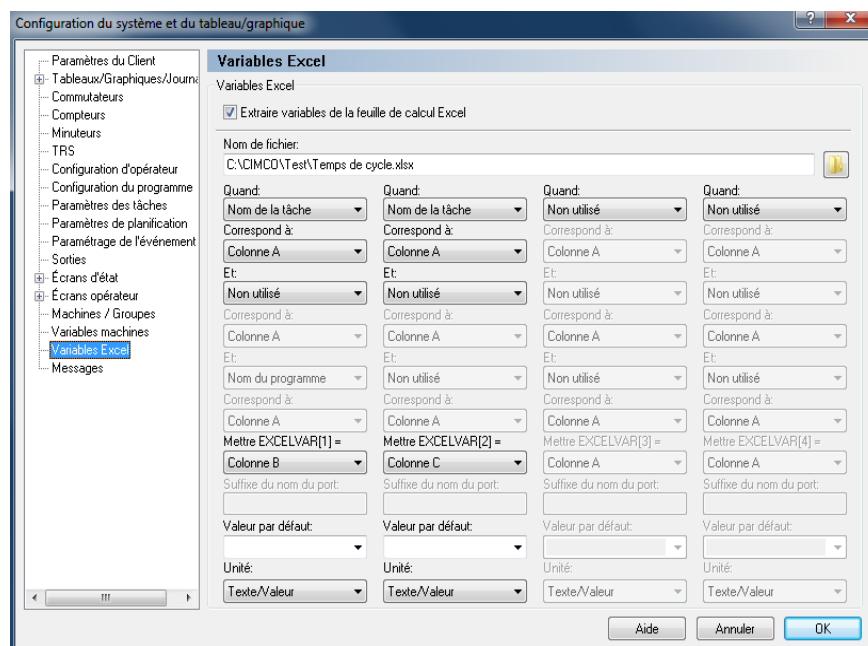 Configuration du système et du tableau/graphique
Paramètres du Client
Tableaux/Graphiques/Journa
Commutateurs
Compteurs
Minuteurs
TRS
Configuration d'opérateur
Configuration du programme
Paramètres des tâches
Paramètres de planification
Paramétrage de l'événement
Sorties
Écrans d'état
Écrans opérateur
Machines / Groupes
Variables machines
Variables Excel
Messages
Variables Excel
Variables Excel
Extraire variables de la feuille de calcul Excel
Nom de fichier:
C:\CIMCO\Test\Temps de cycle.xlsx
Quand: Quand: Quand: Quand:
Nom de la tâche Nom de la tâche Non utilisé Non utilisé
Correspond à: Correspond à: Correspond à: Correspond à:
Colonne A Colonne A Colonne A Colonne A
Et: Et: Et: Et:
Non utilisé Non utilisé Non utilisé Non utilisé
Correspond à: Correspond à: Correspond à: Correspond à:
Colonne A Colonne A Colonne A Colonne A
Et: Et: Et: Et:
Nom du programme Non utilisé Non utilisé Non utilisé
Correspond à: Correspond à: Correspond à: Correspond à:
Colonne A Colonne A Colonne A Colonne A
Mettre EXCELVAR[1] = Mettre EXCELVAR[2] = Mettre EXCELVAR[3] = Mettre EXCELVAR[4] =
Colonne B Colonne C Colonne A Colonne A
Suffixe du nom du port: Suffixe du nom du port: Suffixe du nom du port: Suffixe du nom du port:
Valeur par défaut: Valeur par défaut: Valeur par défaut: Valeur par défaut:
Unité: Unité: Unité: Unité:
Texte/Valeur Texte/Valeur Texte/Valeur Texte/Valeur
Aide Annuler OK